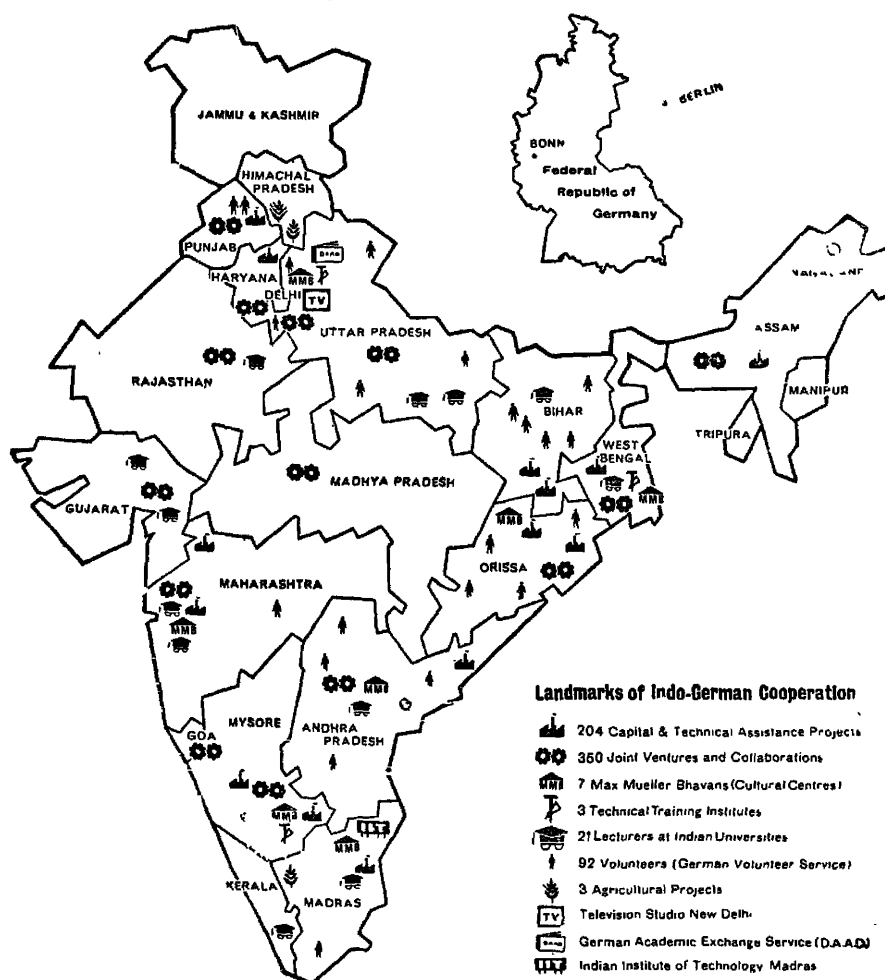 JAMMU & KASHMIR
HIMACHAL
PRADESH
PUNJAB
HARYANA
DELHI
MMB
DAAD
TV
UTTAR PRADESH
RAJASTHAN
BIHAR
WEST
BENGAL
MMB
ASSAM
MANIPUR
TRIPURA
GUJARAT
MADHYA PRADESH
MMB
ORISSA
MAHARASHTRA
MMB
MMB
ANDHRA
PRADESH
GOA
MYSORE
MMB
MMB
KERALA
MADRAS
BERLIN
BONN
Federal
Republic of
Germany
Landmarks of Indo-German Cooperation
204 Capital & Technical Assistance Projects
350 Joint Ventures and Collaborations
MMB 7 Max Mueller Bhavans (Cultural Centres)
3 Technical Training Institutes
21 Lecturers at Indian Universities
92 Volunteers (German Volunteer Service)
3 Agricultural Projects
TV Television Studio New Delhi
DAAD German Academic Exchange Service (D.A.A.D.)
Indian Institute of Technology Madras